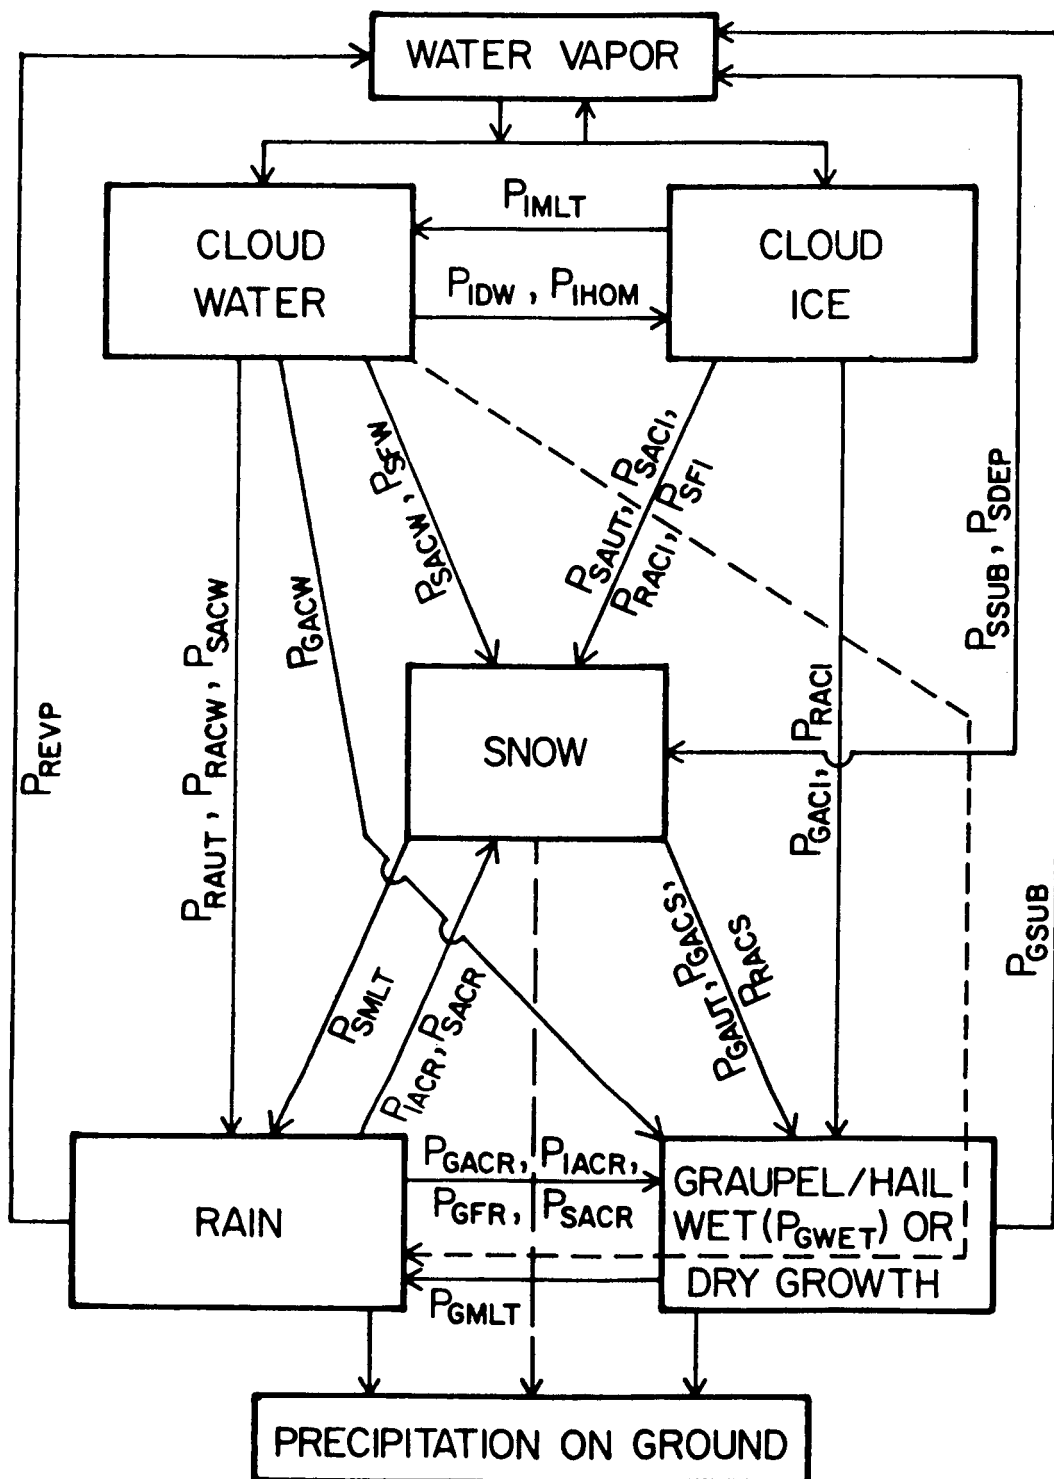 WATER VAPOR
P_IMLT
CLOUD
WATER
CLOUD
ICE
P_IDW , P_IHOM
P_SACW , P_SFW
P_SAUT, P_SACI,
P_RACI, P_SFI
P_SSUB, P_SDEP
P_GACW
P_RAUT , P_RACW , P_SACW
P_REVP
SNOW
P_GACI, P_RACI
P_GAUT, P_GACS,
P_RACS
P_GSUB
P_SMLT
P_IACR, P_SACR
P_GACR, P_IACR,
P_GFR, P_SACR
RAIN
GRAUPEL/HAIL
WET(P_GWET) OR
DRY GROWTH
P_GMLT
PRECIPITATION ON GROUND